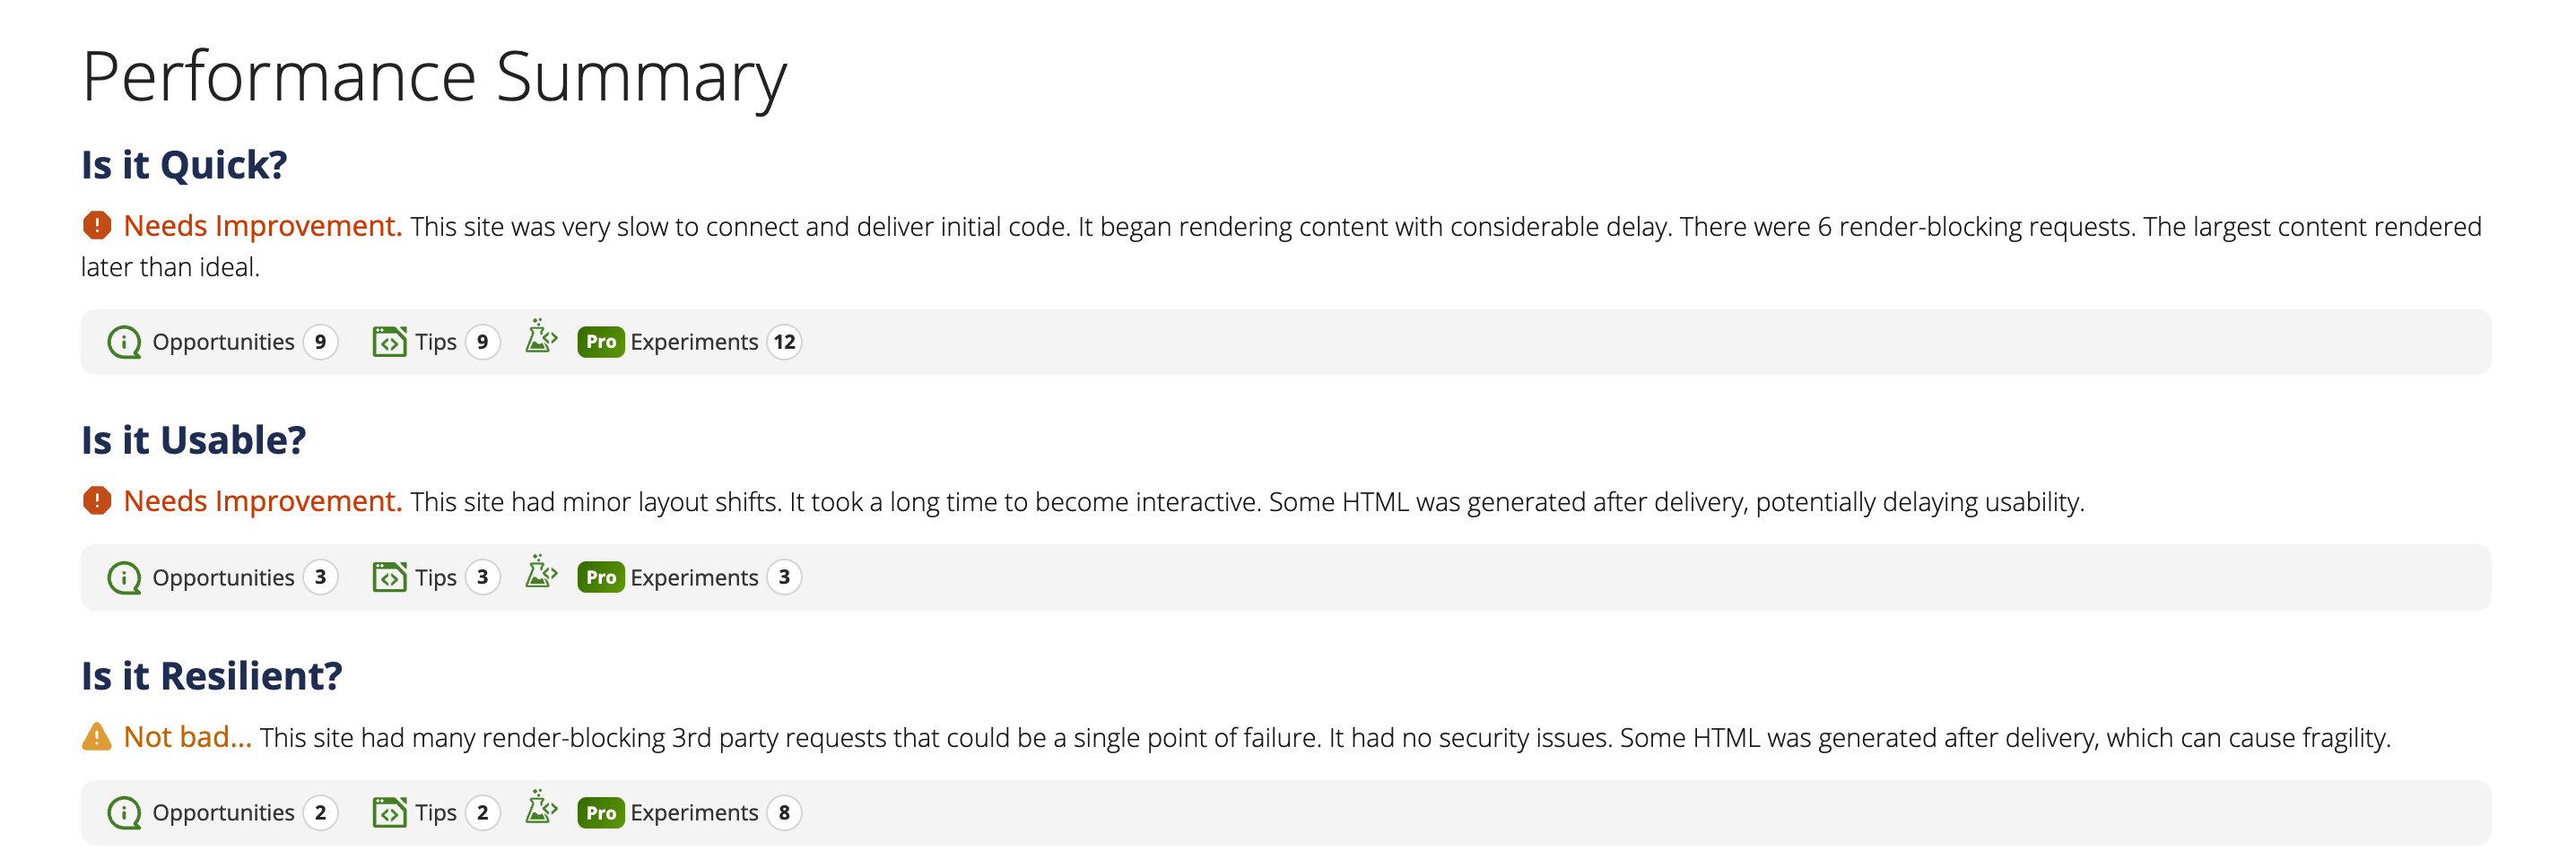 Performance Summary
Is it Quick?
Needs Improvement. This site was very slow to connect and deliver initial code. It began rendering content with considerable delay. There were 6 render-blocking requests. The largest content rendered
later than ideal.
Opportunities 9 Tips 9 Pro Experiments 12
Is it Usable?
Needs Improvement. This site had minor layout shifts. It took a long time to become interactive. Some HTML was generated after delivery, potentially delaying usability.
Opportunities 3 Tips 3 Pro Experiments 3
Is it Resilient?
Not bad... This site had many render-blocking 3rd party requests that could be a single point of failure. It had no security issues. Some HTML was generated after delivery, which can cause fragility.
Opportunities 2 Tips 2 Pro Experiments 8